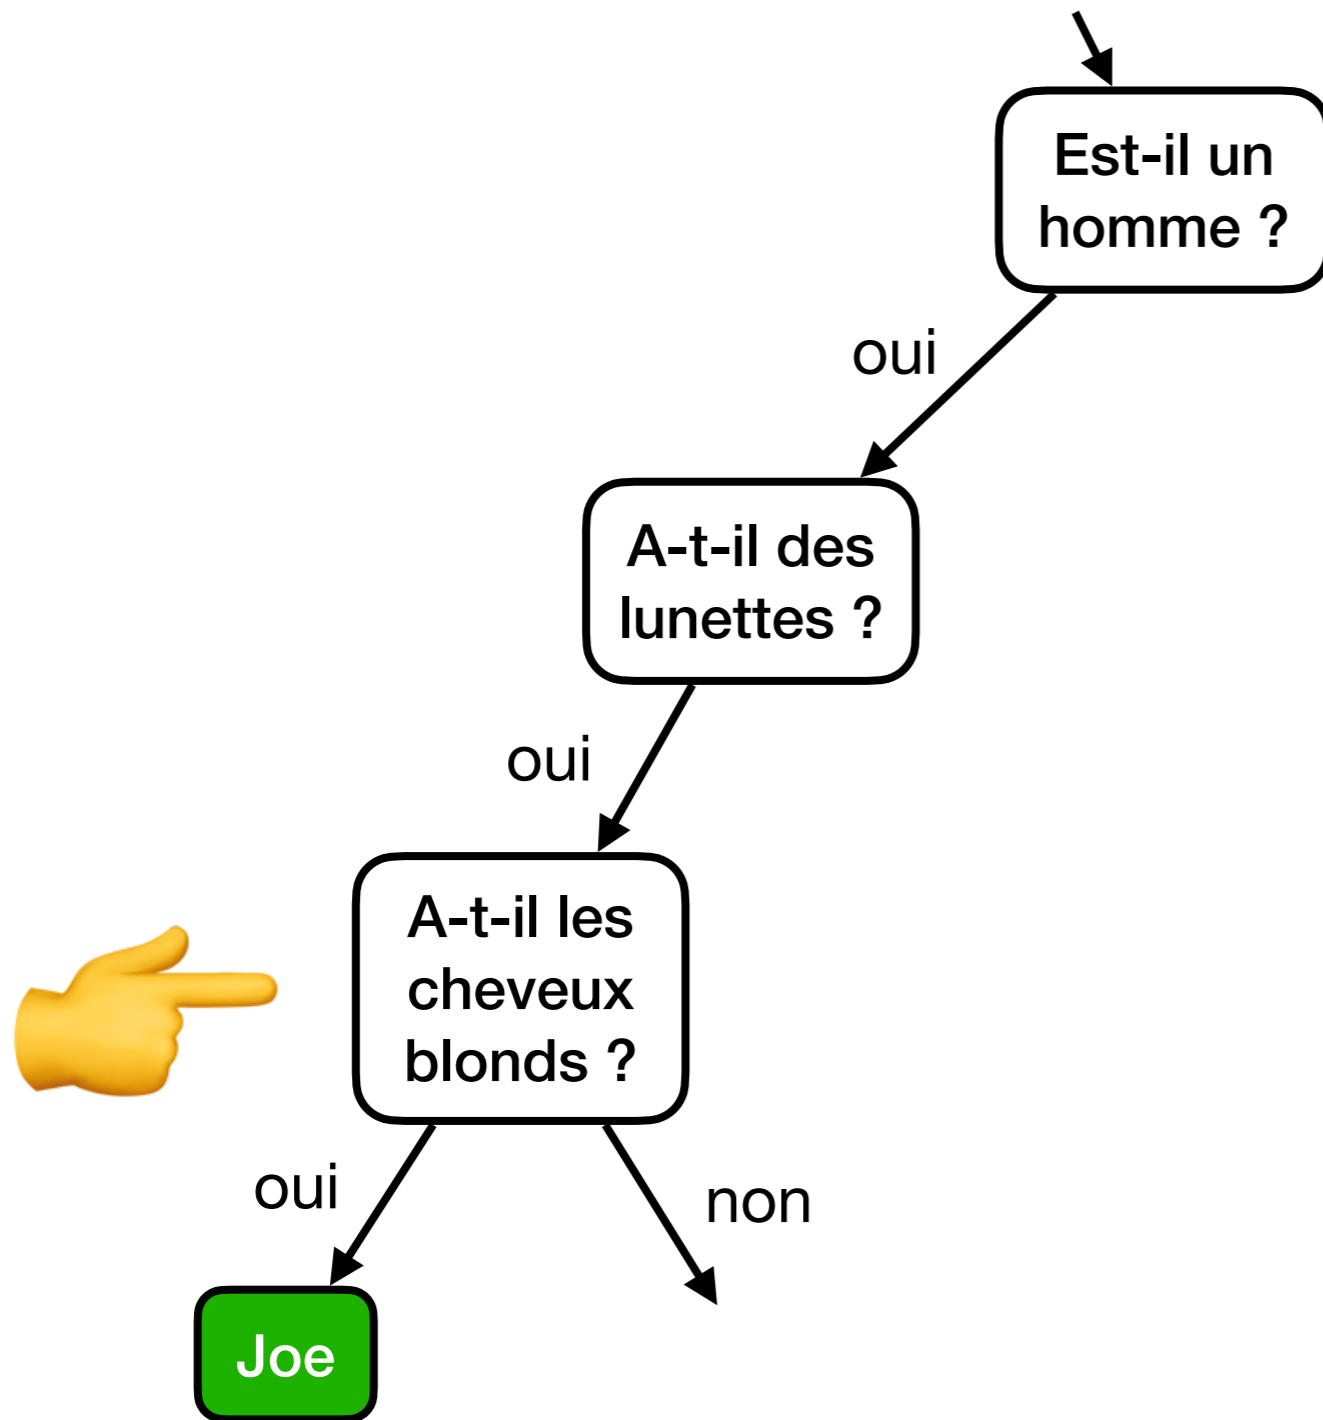 Est-il un
homme ?
oui
A-t-il des
lunettes ?
oui
A-t-il les
cheveux
blonds ?
oui
non
Joe